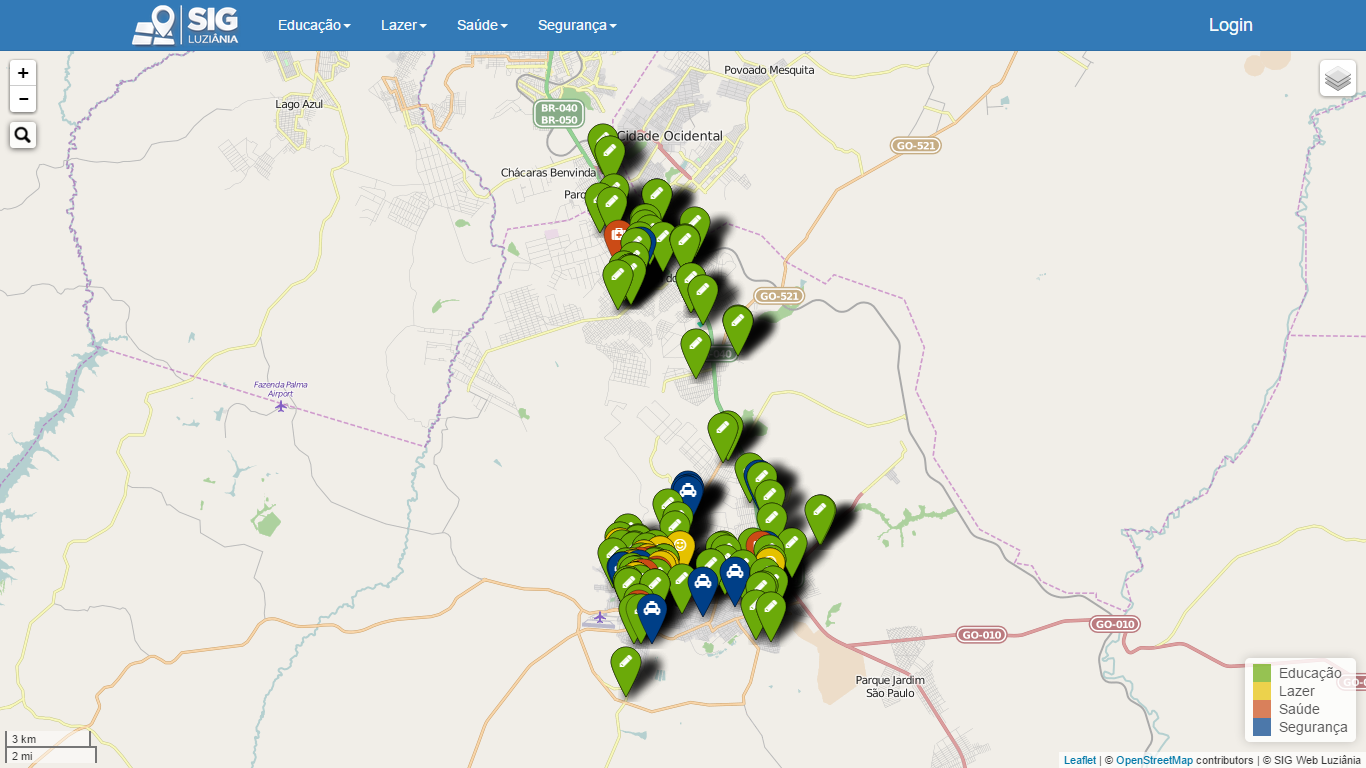 SIG
LUZIÂNIA
Educação
Lazer
Saúde
Segurança
Login
+
−
Povoado Mesquita
Lago Azul
BR-040
BR-050
Cidade Ocidental
GO-521
Chácaras Benvinda
GO-521
Fazenda Palma
Airport
GO-010
GO-010
Parque Jardim
São Paulo
Educação
Lazer
Saúde
Segurança
3 km
2 mi
Leaflet | © OpenStreetMap contributors | © SIG Web Luziânia